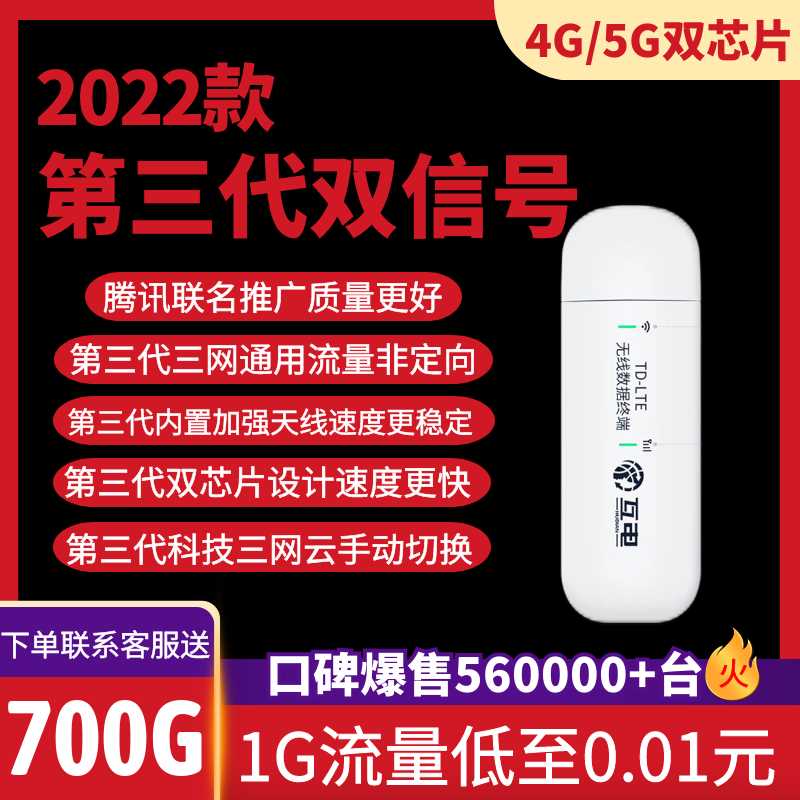 4G/5G双芯片
2022款
第三代双信号
腾讯联名推广质量更好
第三代三网通用流量非定向
第三代内置加强天线速度更稳定
第三代双芯片设计速度更快
第三代科技三网云手动切换
TD-LTE
无线数据终端
互电
HUDIAN
下单联系客服送
700G
口碑爆售560000+台
火
1G流量低至0.01元